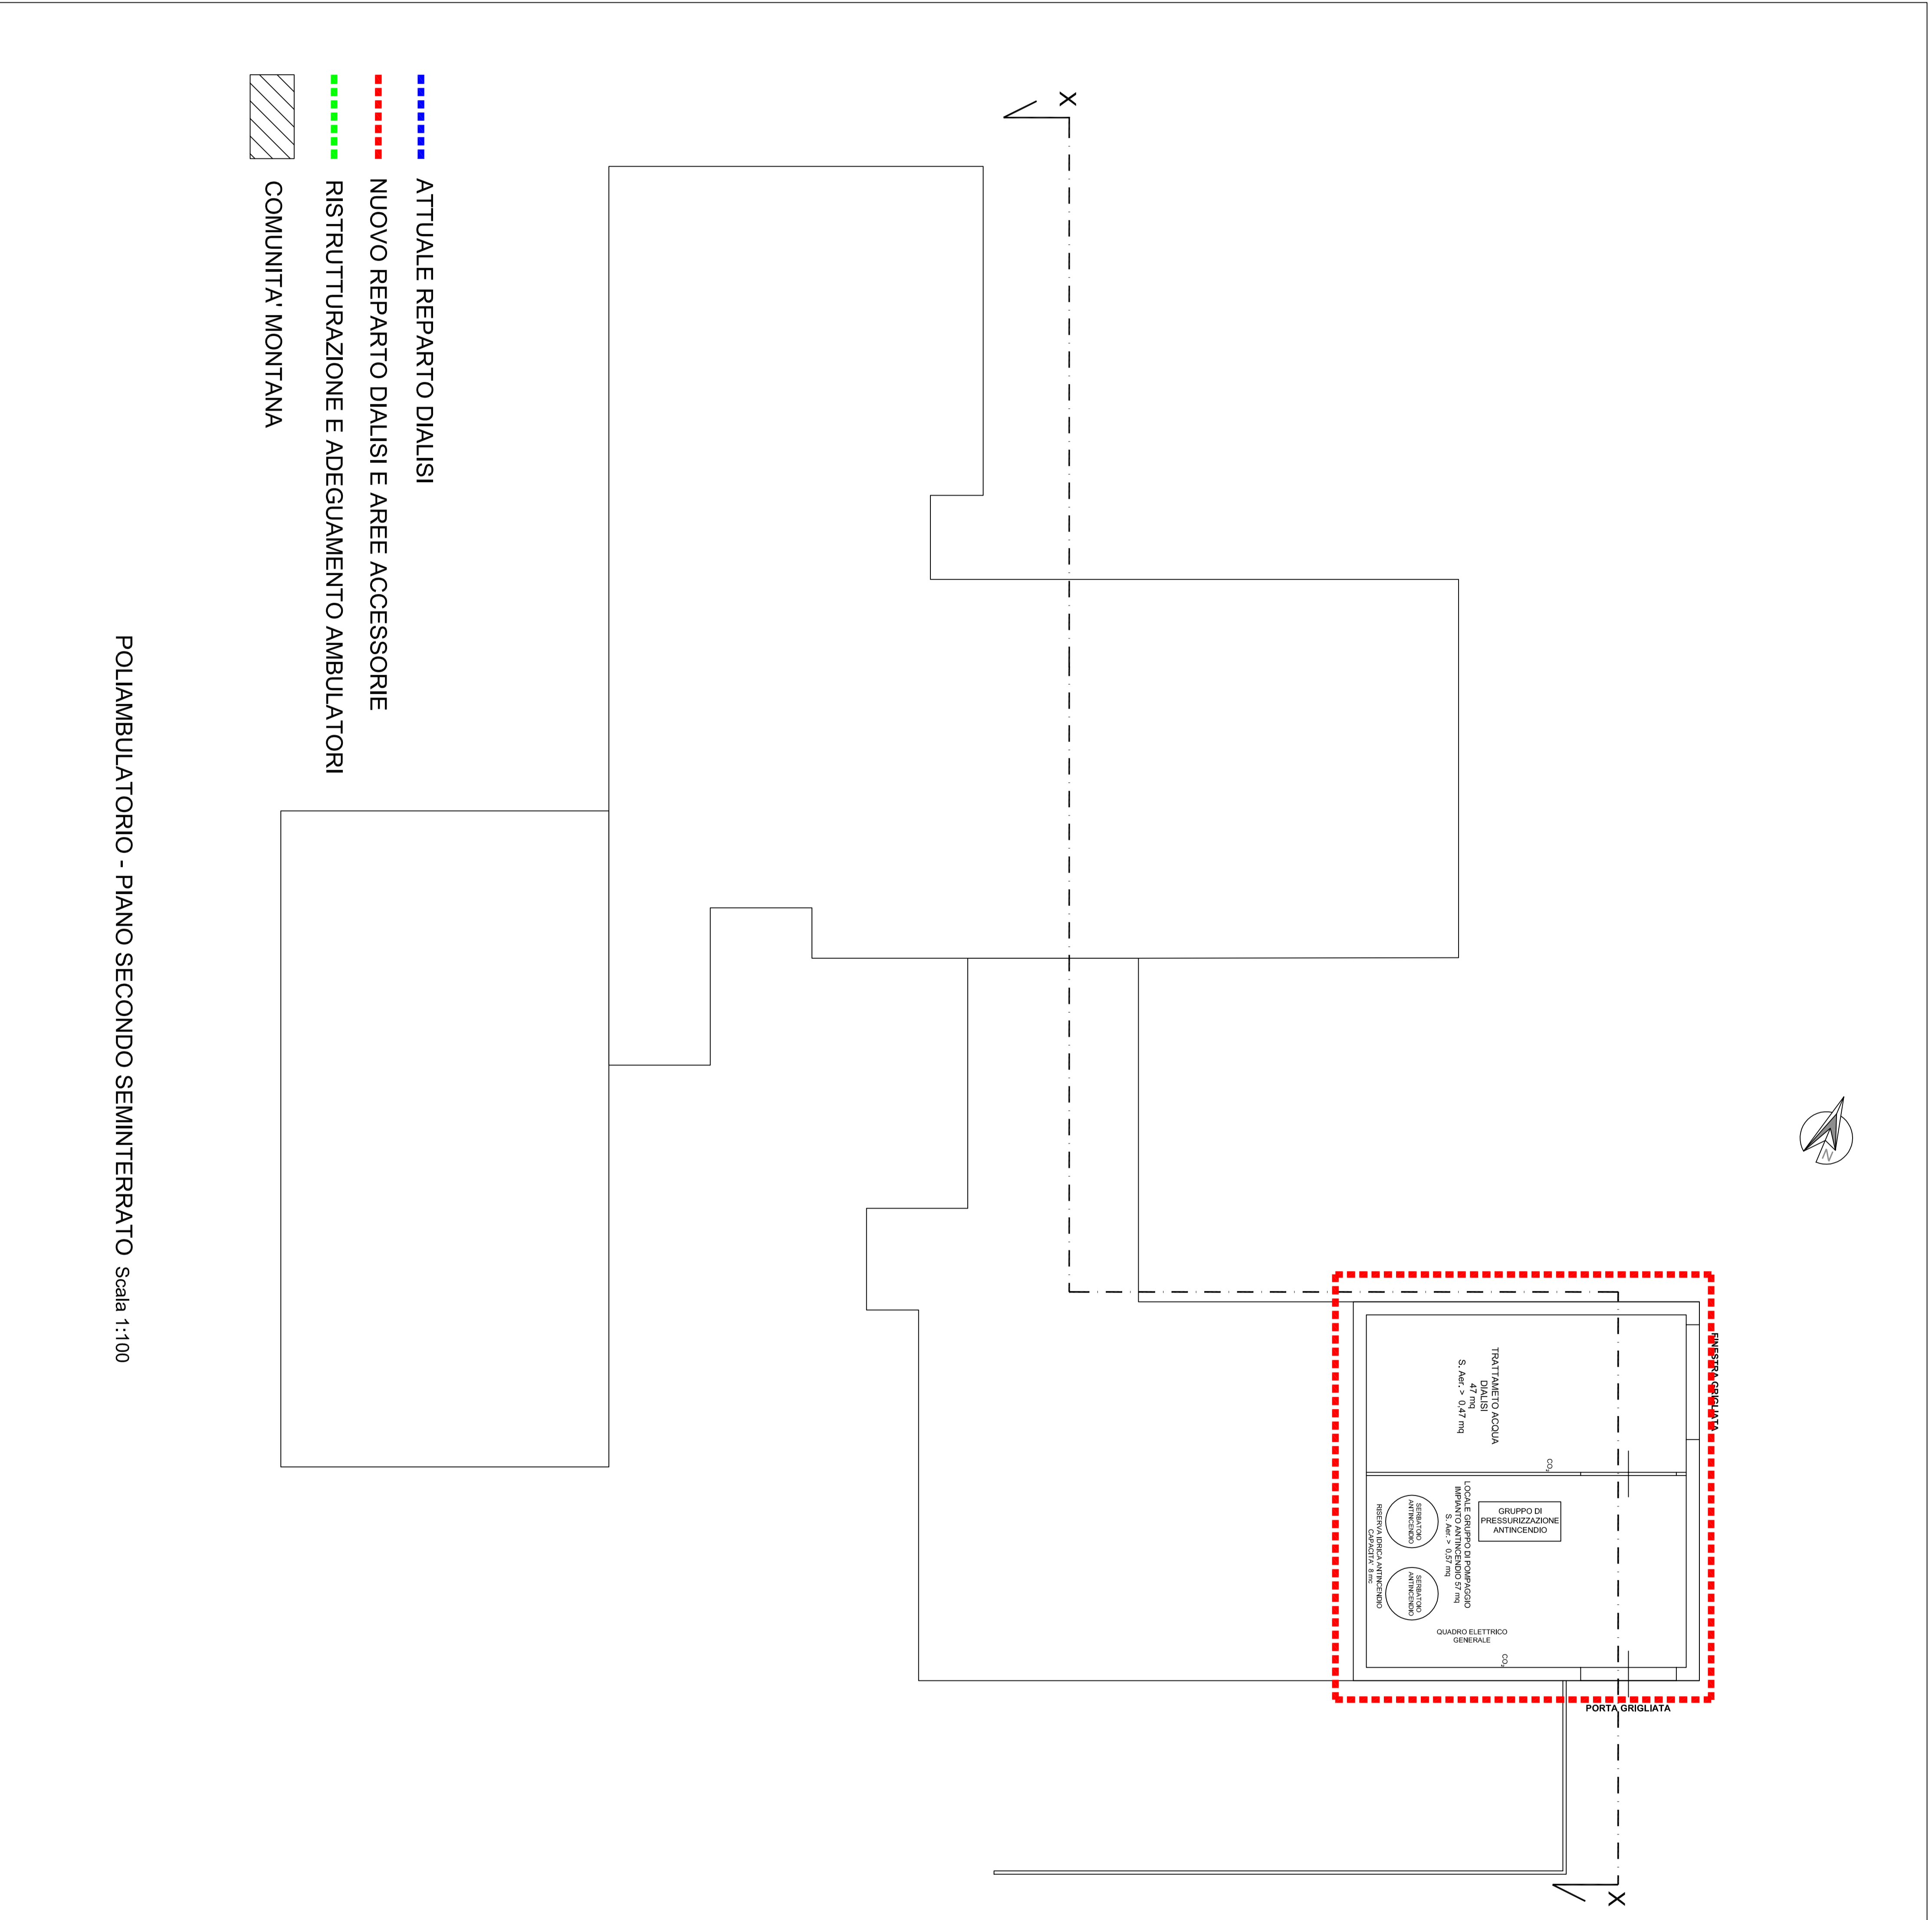 X
ATTUALE REPARTO DIALISI
NUOVO REPARTO DIALISI E AREE ACCESSORIE
RISTRUTTURAZIONE E ADEGUAMENTO AMBULATORI
COMUNITA' MONTANA
N
FINESTRA GRIGLIATA
TRATTAMETO ACQUA
DIALISI
47 mq
S. Aer. > 0,47 mq
CO2
GRUPPO DI
PRESSURIZZAZIONE
ANTINCENDIO
LOCALE GRUPPO DI POMPAGGIO
IMPIANTO ANTINCENDIO 57 mq
S. Aer. > 0,57 mq
SERBATOIO
ANTINCENDIO
SERBATOIO
ANTINCENDIO
RISERVA IDRICA ANTINCENDIO
CAPACITA' 8 mc
QUADRO ELETTRICO
GENERALE
CO2
PORTA GRIGLIATA
X
POLIAMBULATORIO - PIANO SECONDO SEMINTERRATO Scala 1:100